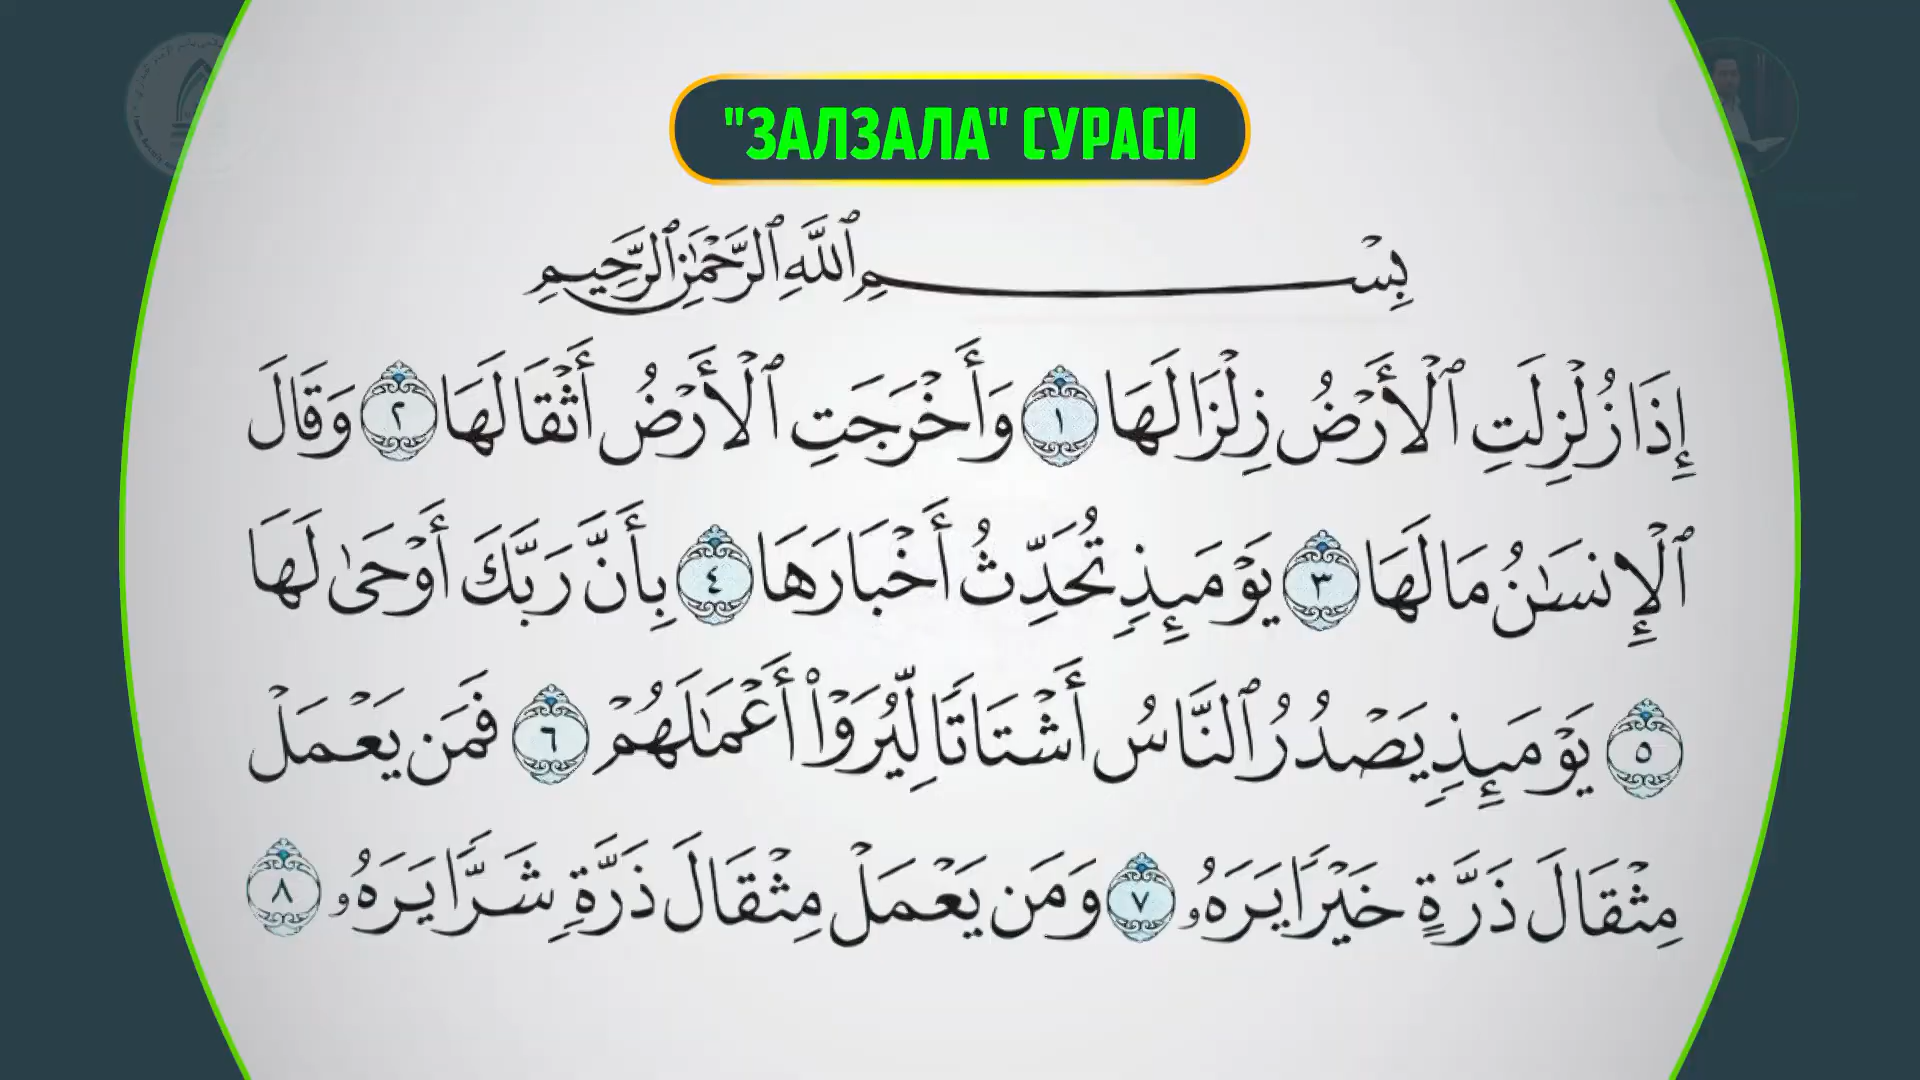 "ЗАЛЗАЛА" СУРАСИ
بِسْمِ ٱللَّهِ ٱلرَّحْمَٰنِ ٱلرَّحِيمِ
إِذَا زُلْزِلَتِ ٱلْأَرْضُ زِلْزَالَهَا ١ وَأَخْرَجَتِ ٱلْأَرْضُ أَثْقَالَهَا ٢ وَقَالَ
ٱلْإِنسَٰنُ مَا لَهَا ٣ يَوْمَئِذٍ تُحَدِّثُ أَخْبَارَهَا ٤ بِأَنَّ رَبَّكَ أَوْحَىٰ لَهَا
٥ يَوْمَئِذٍ يَصْدُرُ ٱلنَّاسُ أَشْتَاتًا لِّيُرَوْا۟ أَعْمَٰلَهُمْ ٦ فَمَن يَعْمَلْ
مِثْقَالَ ذَرَّةٍ خَيْرًا يَرَهُۥ ٧ وَمَن يَعْمَلْ مِثْقَالَ ذَرَّةٍ شَرًّا يَرَهُۥ ٨